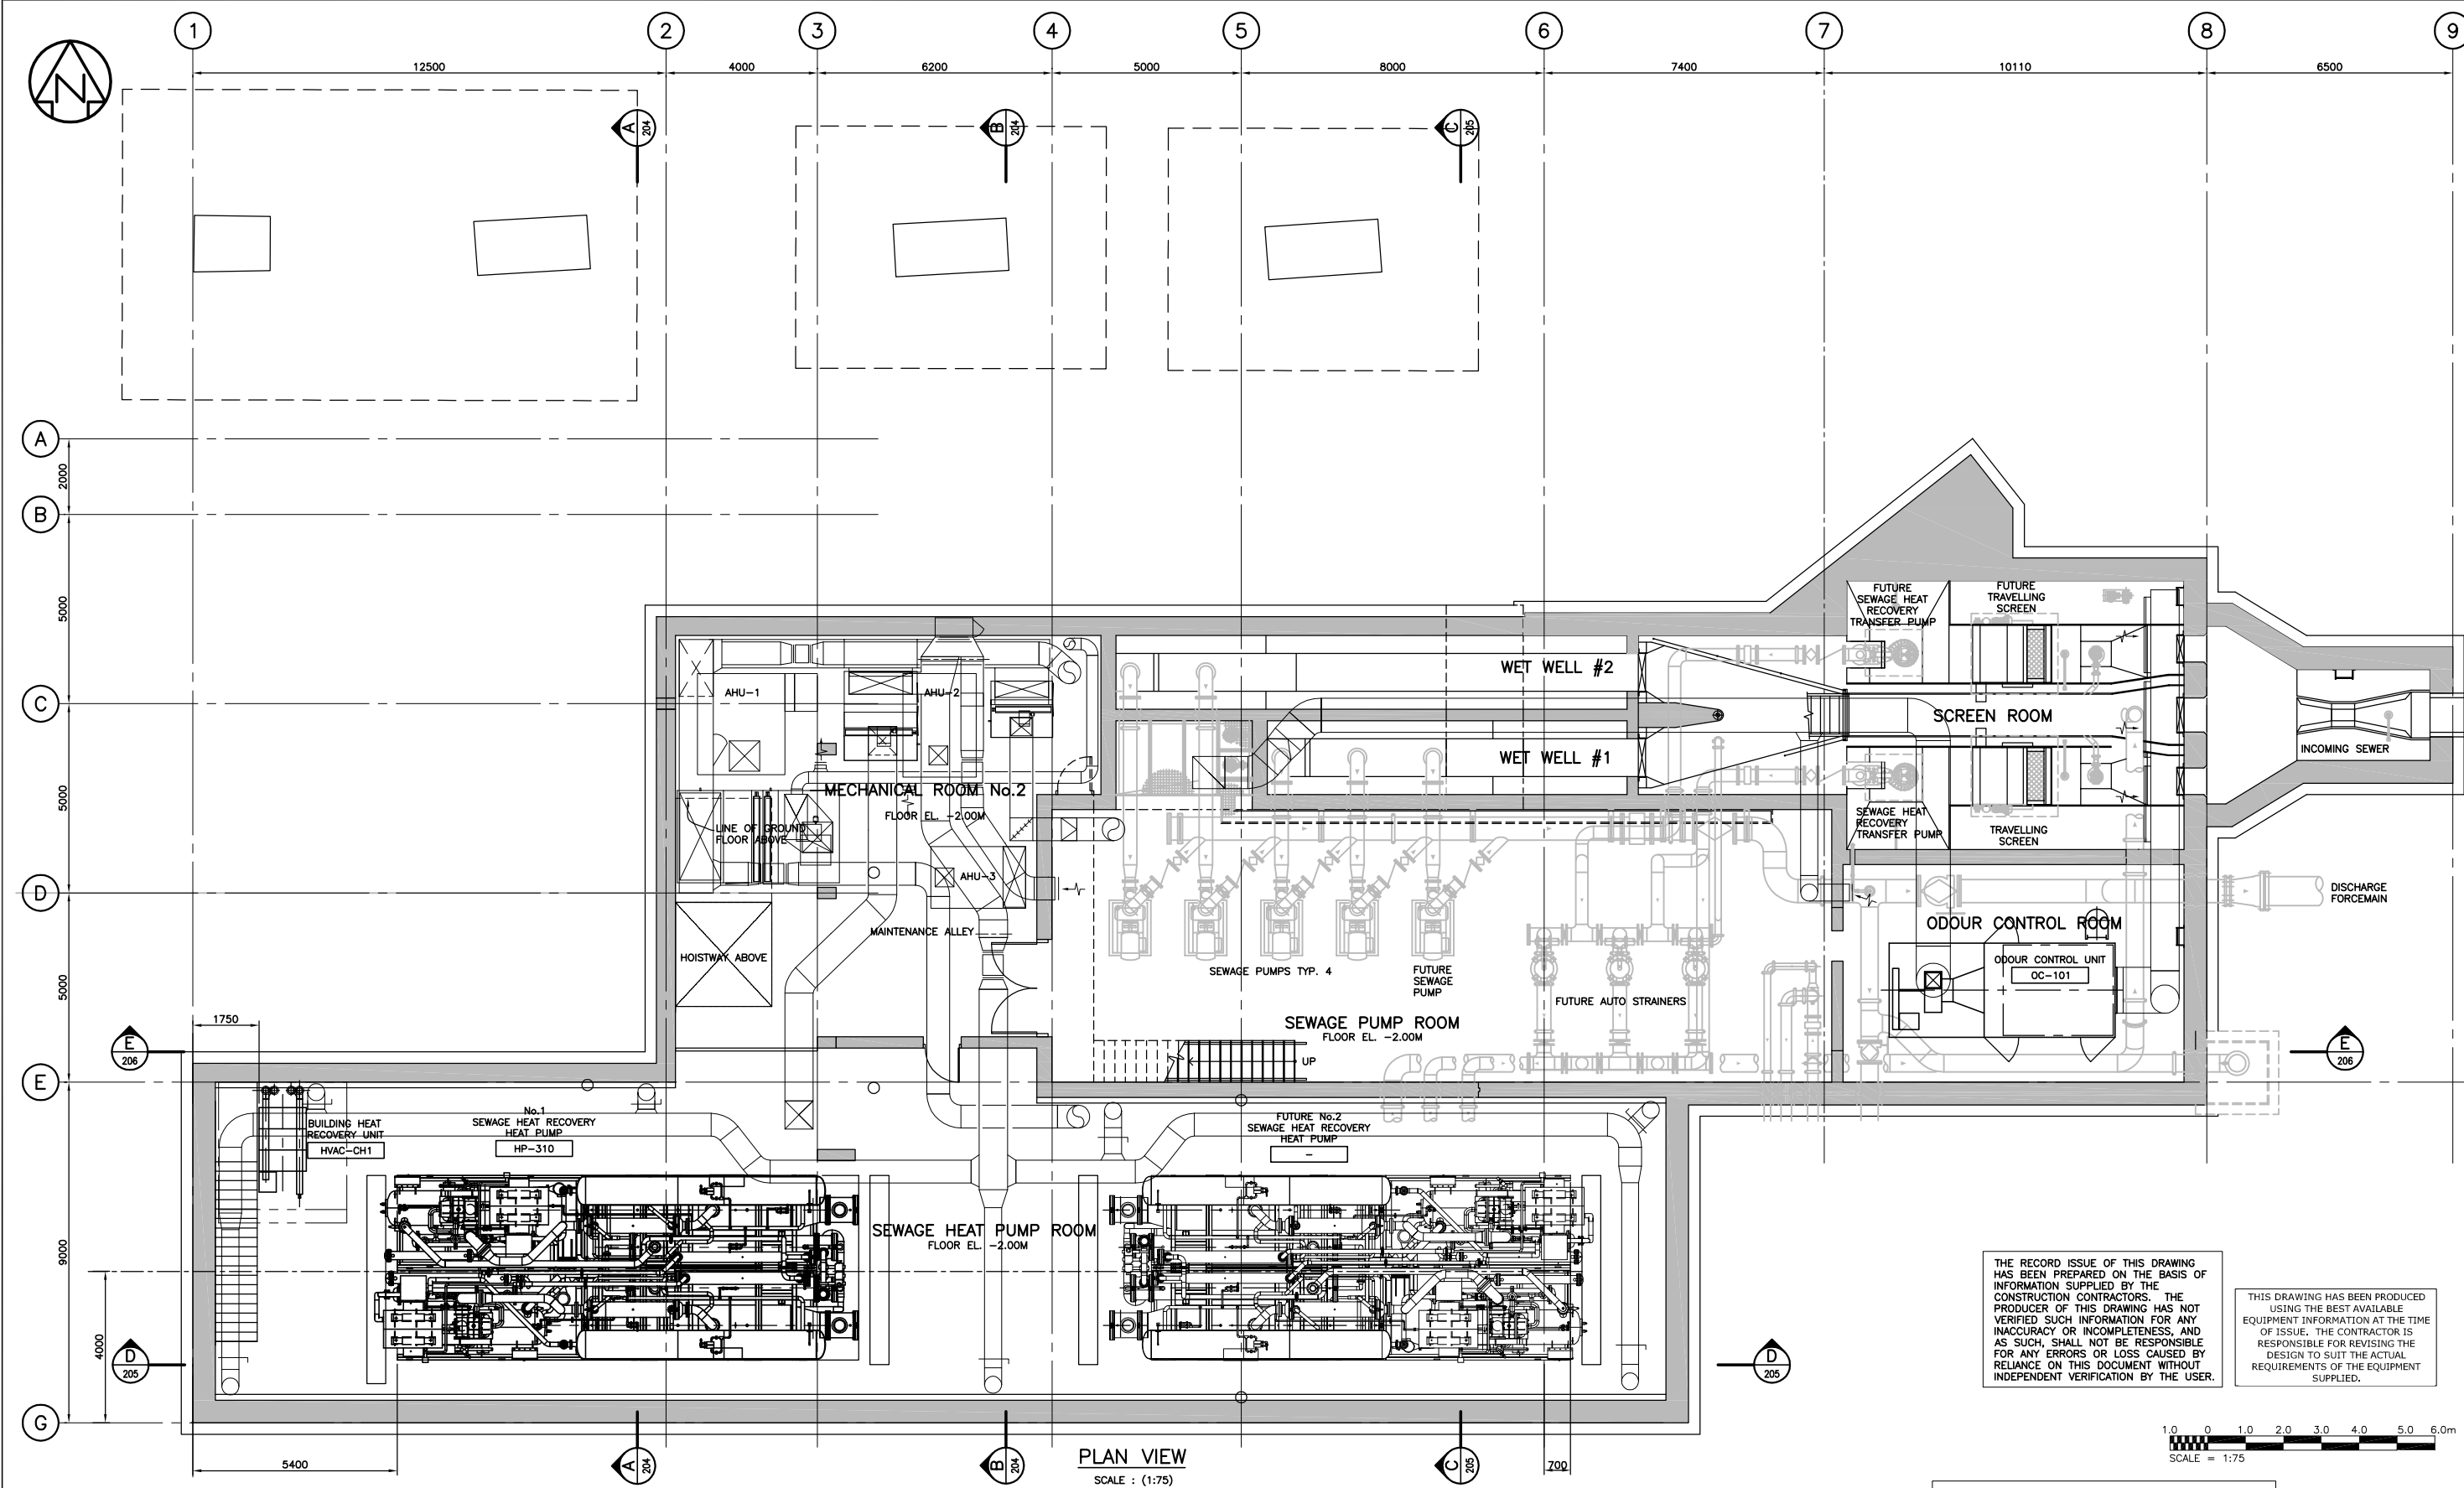 1 2 3 4 5 6 7 8 9
12500 4000 6200 5000 8000 7400 10110 6500
N
A 204
B 204
C 205
A
2000
B
5000
C
5000
D
5000
E
9000
4000
G
FUTURE
SEWAGE HEAT
RECOVERY
TRANSFER PUMP
FUTURE
TRAVELLING
SCREEN
WET WELL #2
WET WELL #1
SCREEN ROOM
INCOMING SEWER
SEWAGE HEAT
RECOVERY
TRANSFER PUMP
TRAVELLING
SCREEN
AHU-1
AHU-2
MECHANICAL ROOM No.2
FLOOR EL. -2.00M
LINE OF GROUND
FLOOR ABOVE
AHU-3
MAINTENANCE ALLEY
HOISTWAY ABOVE
DISCHARGE
FORCEMAIN
ODOUR CONTROL ROOM
ODOUR CONTROL UNIT
OC-101
SEWAGE PUMPS TYP. 4
FUTURE
SEWAGE
PUMP
FUTURE AUTO STRAINERS
SEWAGE PUMP ROOM
FLOOR EL. -2.00M
UP
1750
E 206
E 206
BUILDING HEAT
RECOVERY UNIT
HVAC-CH1
No.1
SEWAGE HEAT RECOVERY
HEAT PUMP
HP-310
FUTURE No.2
SEWAGE HEAT RECOVERY
HEAT PUMP
-
SEWAGE HEAT PUMP ROOM
FLOOR EL. -2.00M
D 205
D 205
5400
A 204
B 204
C 205
700
PLAN VIEW
SCALE : (1:75)
THE RECORD ISSUE OF THIS DRAWING
HAS BEEN PREPARED ON THE BASIS OF
INFORMATION SUPPLIED BY THE
CONSTRUCTION CONTRACTORS. THE
PRODUCER OF THIS DRAWING HAS NOT
VERIFIED SUCH INFORMATION FOR ANY
INACCURACY OR INCOMPLETENESS, AND
AS SUCH, SHALL NOT BE RESPONSIBLE
FOR ANY ERRORS OR LOSS CAUSED BY
RELIANCE ON THIS DOCUMENT WITHOUT
INDEPENDENT VERIFICATION BY THE USER.
THIS DRAWING HAS BEEN PRODUCED
USING THE BEST AVAILABLE
EQUIPMENT INFORMATION AT THE TIME
OF ISSUE. THE CONTRACTOR IS
RESPONSIBLE FOR REVISING THE
DESIGN TO SUIT THE ACTUAL
REQUIREMENTS OF THE EQUIPMENT
SUPPLIED.
1.0 0 1.0 2.0 3.0 4.0 5.0 6.0m
SCALE = 1:75